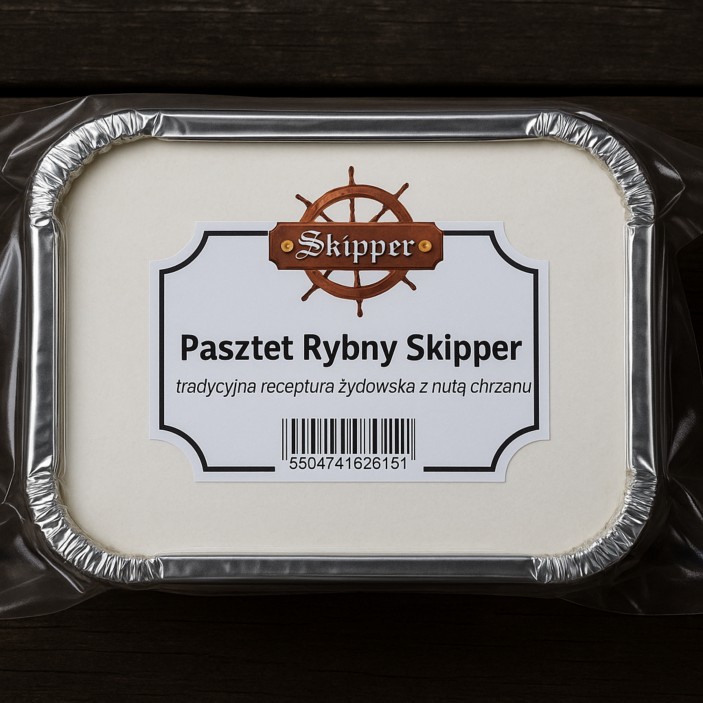 Skipper
Pasztet Rybny Skipper
tradycyjna receptura żydowska z nutą chrzanu
5504741626151